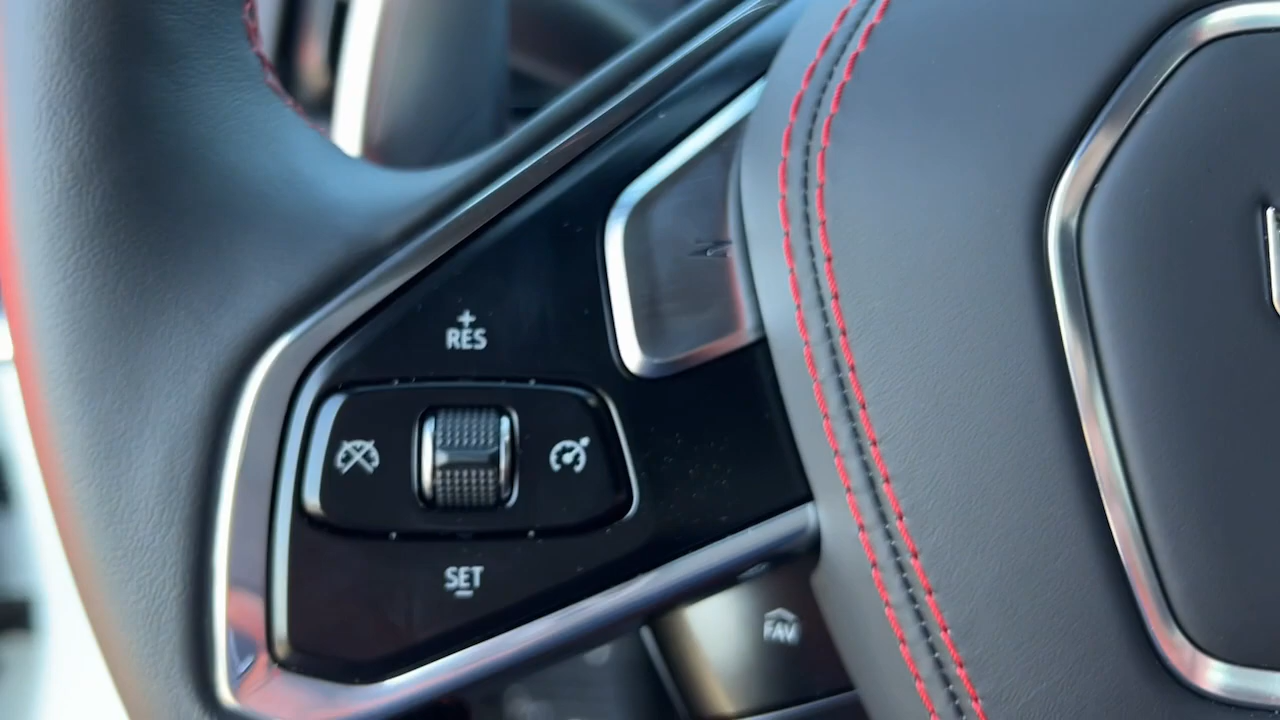 +
RES
SET
–
FAV